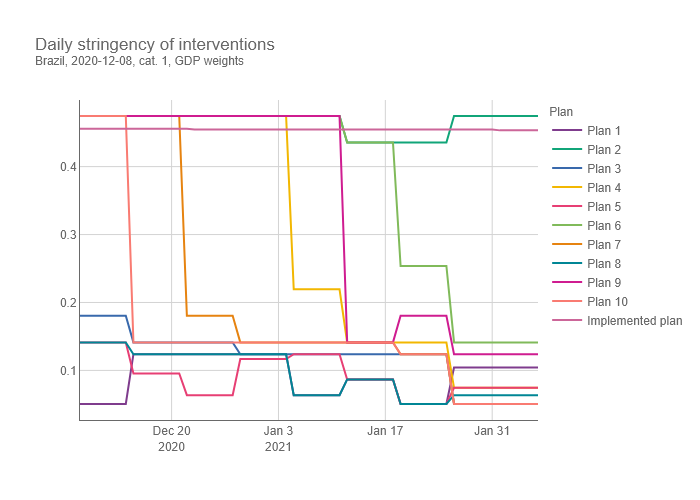 Daily stringency of interventions
Brazil, 2020-12-08, cat. 1, GDP weights
Plan
Plan 1
Plan 2
Plan 3
Plan 4
Plan 5
Plan 6
Plan 7
Plan 8
Plan 9
Plan 10
Implemented plan
0.4
0.3
0.2
0.1
Dec 20
2020
Jan 3
2021
Jan 17
Jan 31